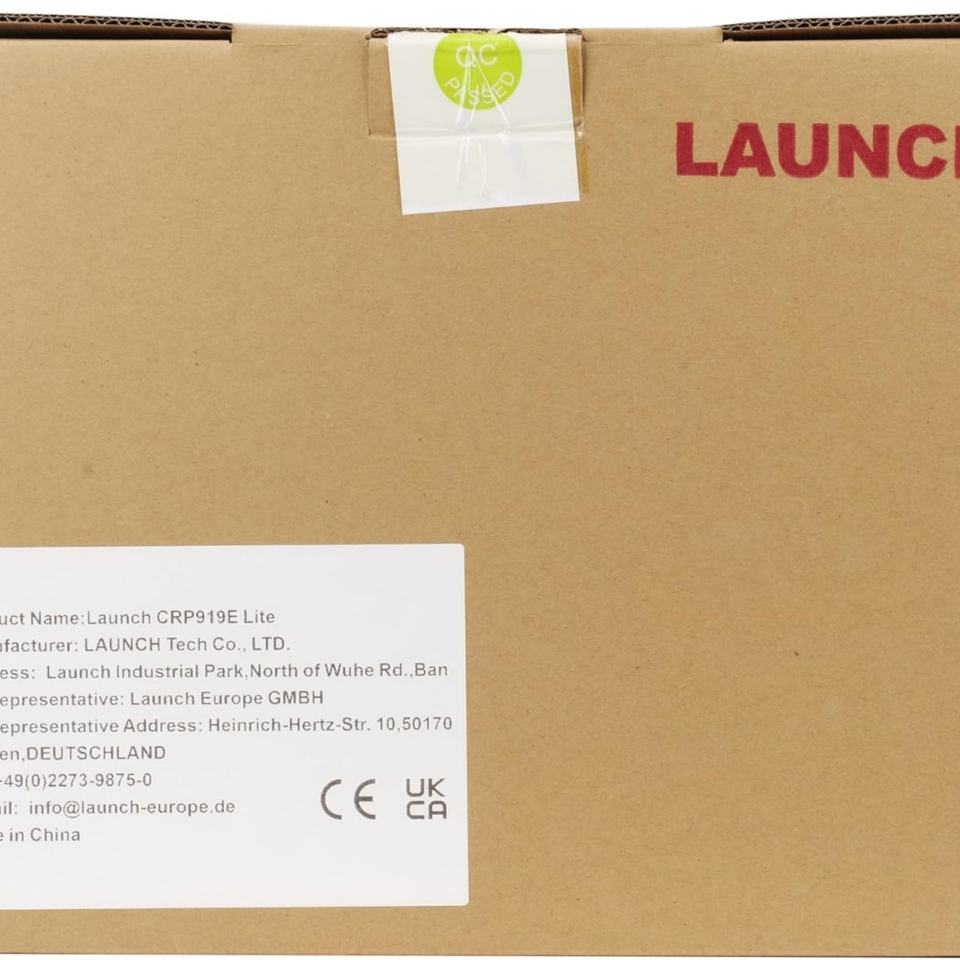 QC
PASSED
LAUNCH
uct Name:Launch CRP919E Lite
ufacturer: LAUNCH Tech Co., LTD.
ess: Launch Industrial Park,North of Wuhe Rd.,Ban
epresentative: Launch Europe GMBH
epresentative Address: Heinrich-Hertz-Str. 10,50170
en,DEUTSCHLAND
+49(0)2273-9875-0
il: info@launch-europe.de
e in China
CE
UK
CA